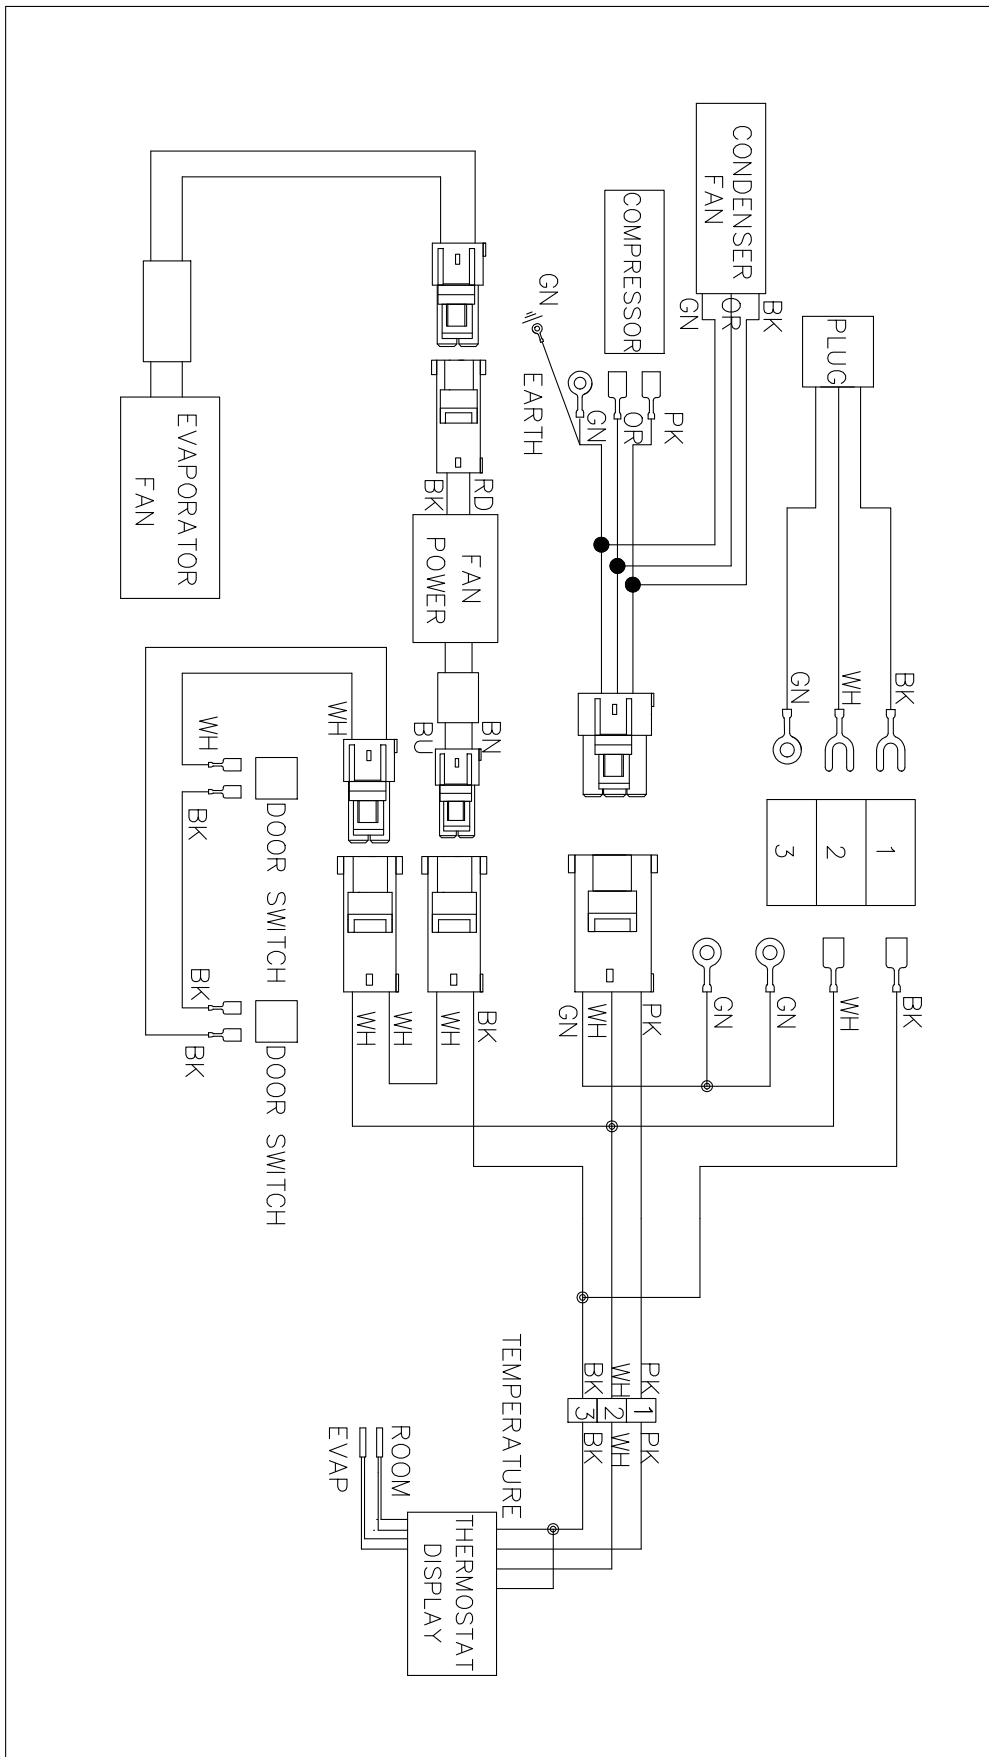 CONDENSER
FAN
BK
OR
GN
COMPRESSOR
PK
OR
GN
GN
EARTH
PLUG
BK
WH
GN
1
2
3
BK
WH
GN
GN
EVAPORATOR
FAN
RD
BK
FAN
POWER
BN
BU
WH
WH
BK
DOOR SWITCH
BK
BK
DOOR SWITCH
PK
WH
GN
BK
WH
WH
WH
PK
WH
BK
1
2
3
PK
WH
BK
TEMPERATURE
ROOM
EVAP
THERMOSTAT
DISPLAY